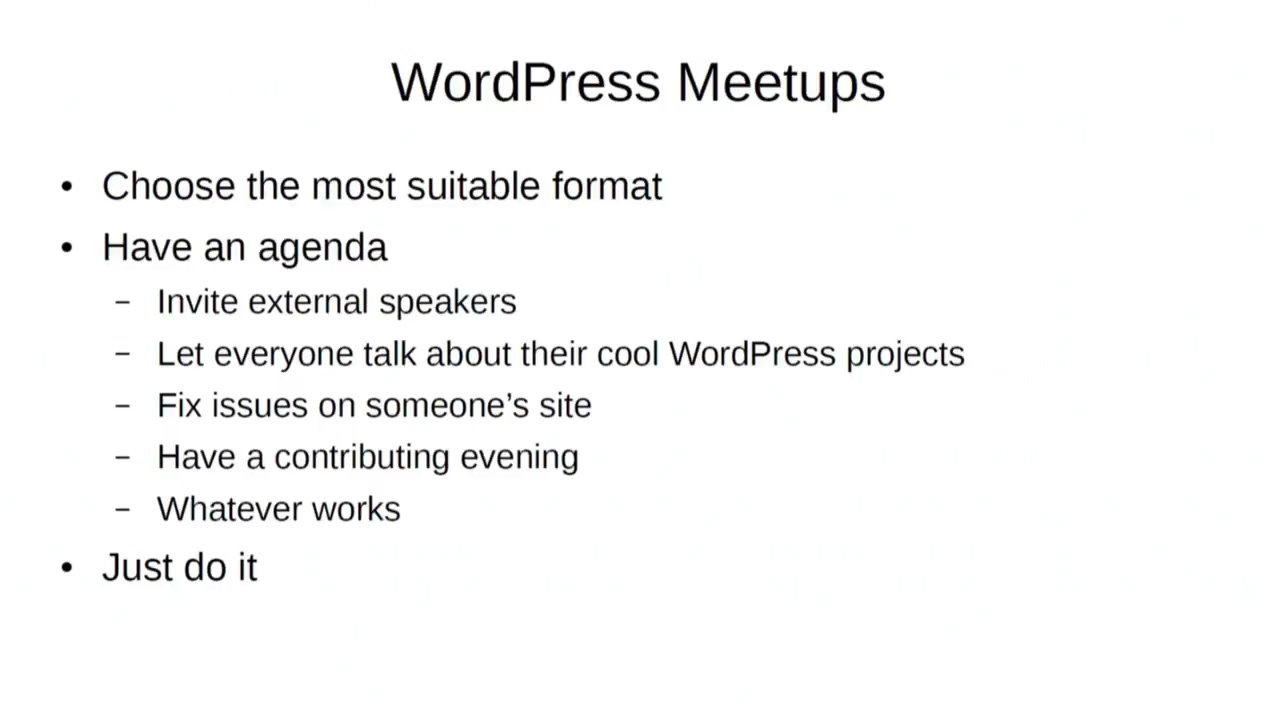 WordPress Meetups
• Choose the most suitable format
• Have an agenda
– Invite external speakers
– Let everyone talk about their cool WordPress projects
– Fix issues on someone’s site
– Have a contributing evening
– Whatever works
• Just do it